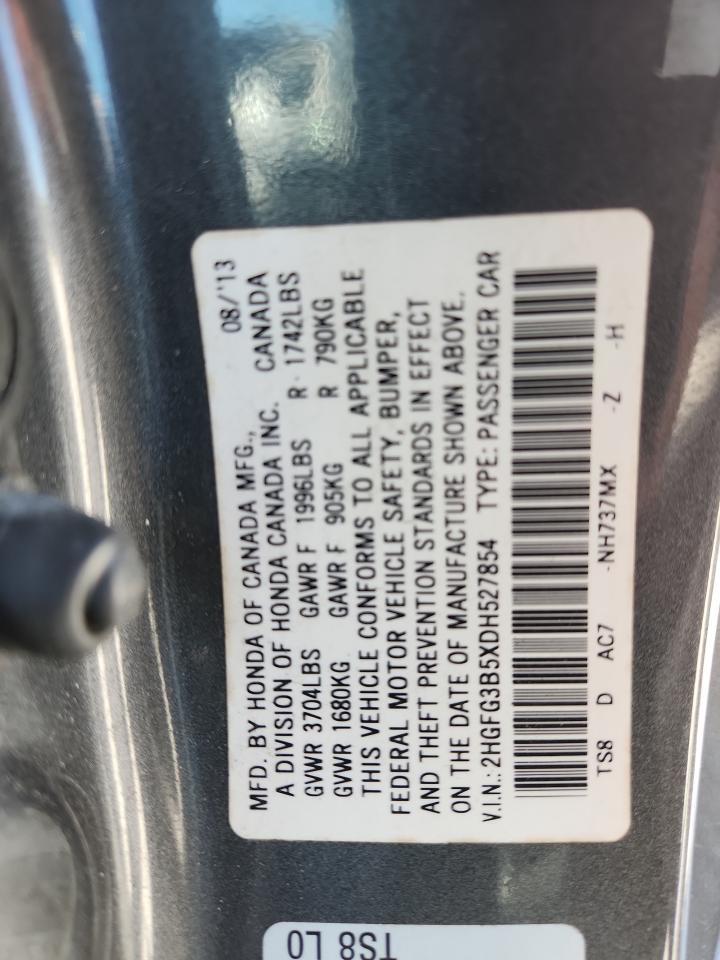 MFD. BY HONDA OF CANADA MFG., 08/'13
A DIVISION OF HONDA CANADA INC. CANADA
GVWR 3704LBS GAWR F 1996LBS R 1742LBS
GVWR 1680KG GAWR F 905KG R 790KG
THIS VEHICLE CONFORMS TO ALL APPLICABLE
FEDERAL MOTOR VEHICLE SAFETY, BUMPER,
AND THEFT PREVENTION STANDARDS IN EFFECT
ON THE DATE OF MANUFACTURE SHOWN ABOVE.
V.I.N.: 2HGFG3B5XDH527854 TYPE: PASSENGER CAR
TS8 D AC7 -NH737MX -Z -H
TS8 L0